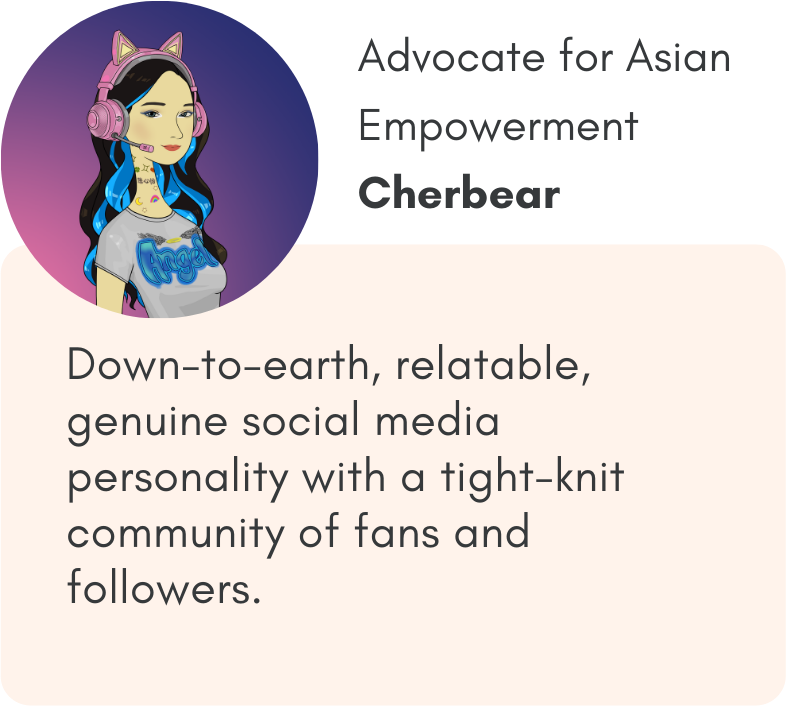 Advocate for Asian
Empowerment
Cherbear
Angel
Down-to-earth, relatable,
genuine social media
personality with a tight-knit
community of fans and
followers.